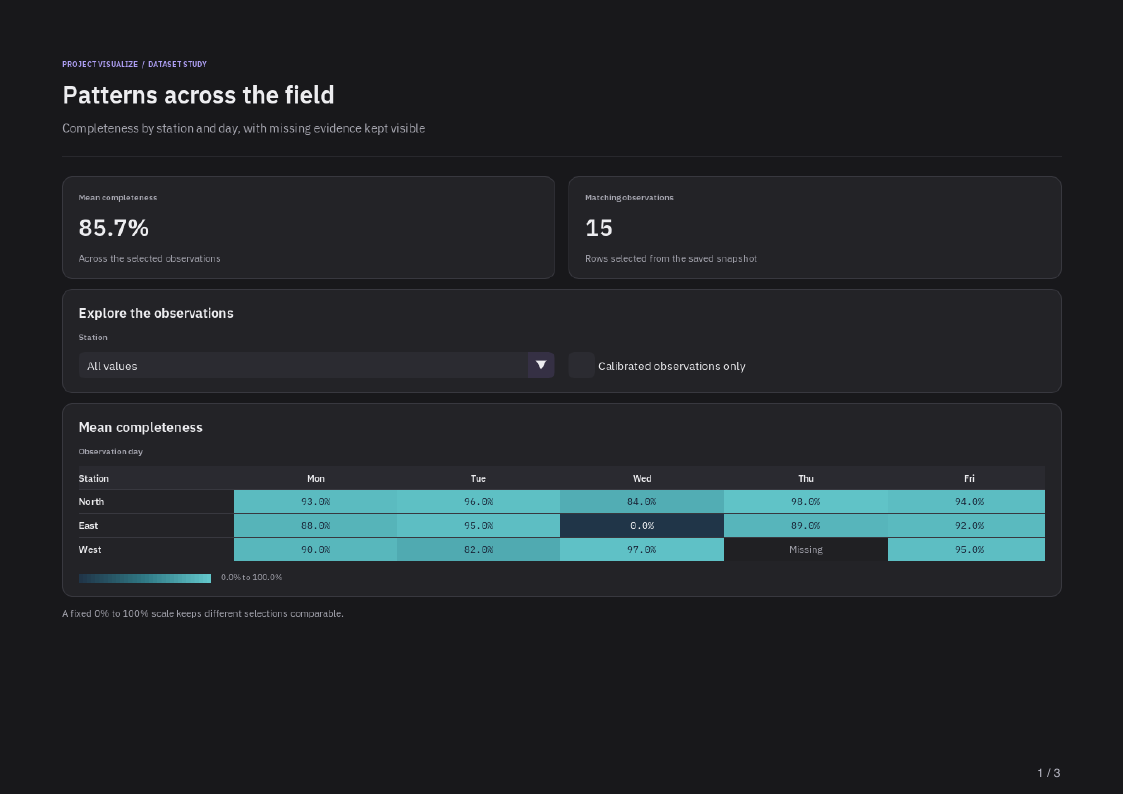 PROJECT VISUALIZE / DATASET STUDY
Patterns across the field
Completeness by station and day, with missing evidence kept visible
Mean completeness
85.7%
Across the selected observations
Matching observations
15
Rows selected from the saved snapshot
Explore the observations
Station
All values
Calibrated observations only
Mean completeness
Observation day
Station Mon Tue Wed Thu Fri
North 93.0% 96.0% 84.0% 98.0% 94.0%
East 88.0% 95.0% 0.0% 89.0% 92.0%
West 90.0% 82.0% 97.0% Missing 95.0%
0.0% to 100.0%
A fixed 0% to 100% scale keeps different selections comparable.
1 / 3